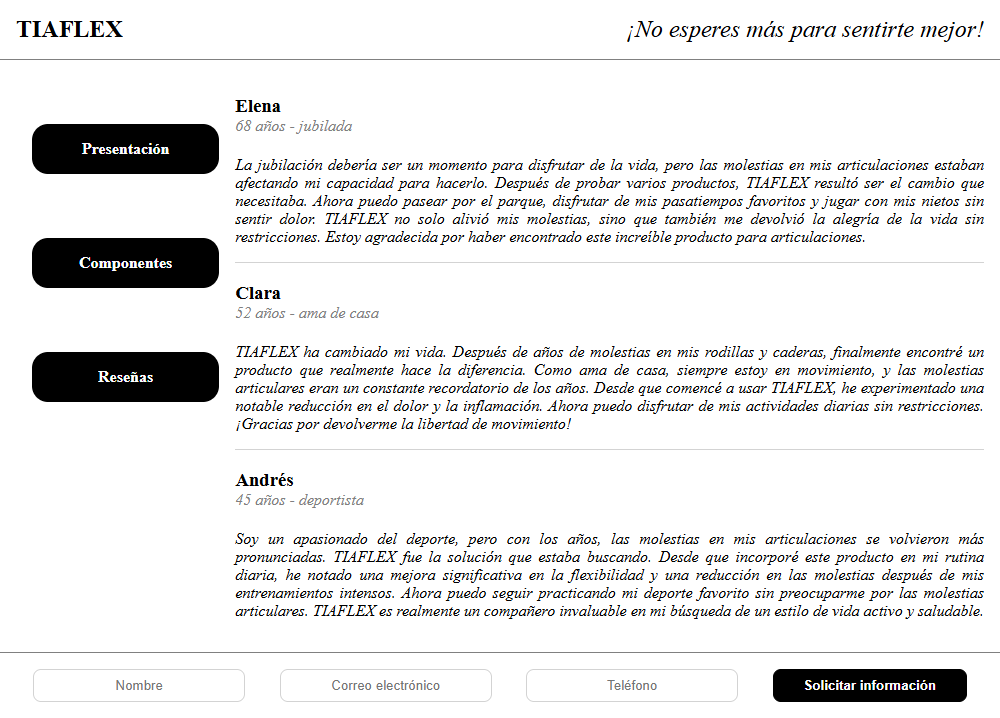 TIAFLEX
¡No esperes más para sentirte mejor!
Presentación
Componentes
Reseñas
Elena
68 años - jubilada
La jubilación debería ser un momento para disfrutar de la vida, pero las molestias en mis articulaciones estaban
afectando mi capacidad para hacerlo. Después de probar varios productos, TIAFLEX resultó ser el cambio que
necesitaba. Ahora puedo pasear por el parque, disfrutar de mis pasatiempos favoritos y jugar con mis nietos sin
sentir dolor. TIAFLEX no solo alivió mis molestias, sino que también me devolvió la alegría de la vida sin
restricciones. Estoy agradecida por haber encontrado este increíble producto para articulaciones.
Clara
52 años - ama de casa
TIAFLEX ha cambiado mi vida. Después de años de molestias en mis rodillas y caderas, finalmente encontré un
producto que realmente hace la diferencia. Como ama de casa, siempre estoy en movimiento, y las molestias
articulares eran un constante recordatorio de los años. Desde que comencé a usar TIAFLEX, he experimentado una
notable reducción en el dolor y la inflamación. Ahora puedo disfrutar de mis actividades diarias sin restricciones.
¡Gracias por devolverme la libertad de movimiento!
Andrés
45 años - deportista
Soy un apasionado del deporte, pero con los años, las molestias en mis articulaciones se volvieron más
pronunciadas. TIAFLEX fue la solución que estaba buscando. Desde que incorporé este producto en mi rutina
diaria, he notado una mejora significativa en la flexibilidad y una reducción en las molestias después de mis
entrenamientos intensos. Ahora puedo seguir practicando mi deporte favorito sin preocuparme por las molestias
articulares. TIAFLEX es realmente un compañero invaluable en mi búsqueda de un estilo de vida activo y saludable.
Nombre
Correo electrónico
Teléfono
Solicitar información